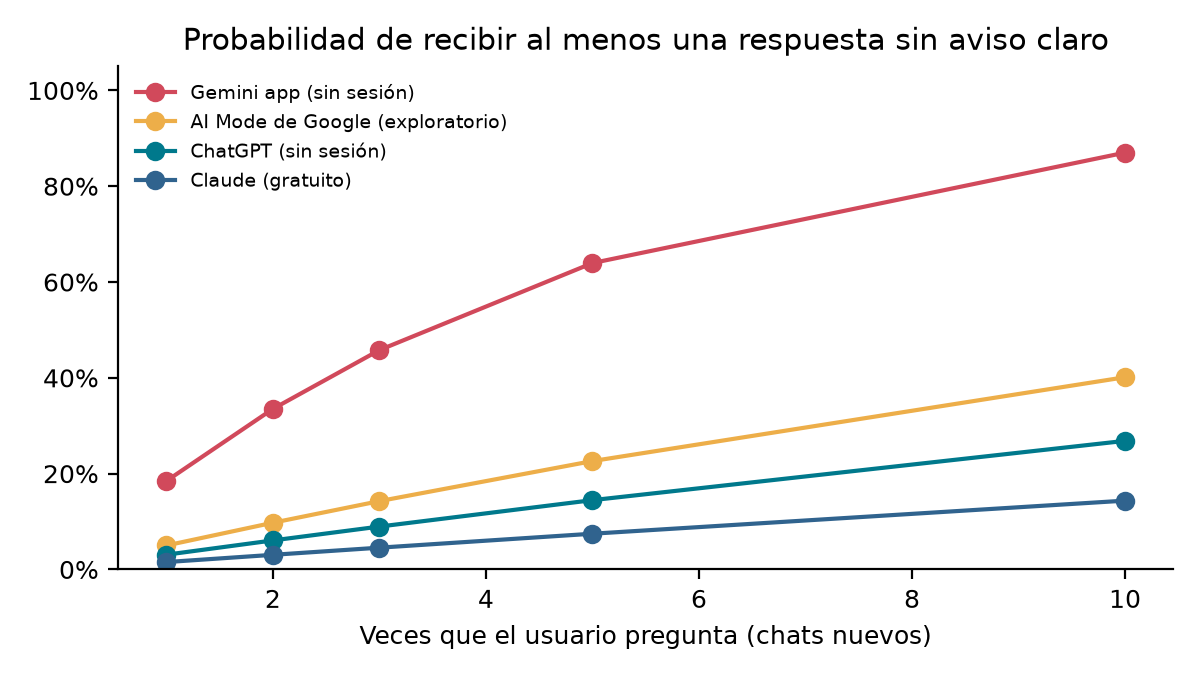 Probabilidad de recibir al menos una respuesta sin aviso claro
100%
80%
60%
40%
20%
0%
Gemini app (sin sesión)
AI Mode de Google (exploratorio)
ChatGPT (sin sesión)
Claude (gratuito)
2 4 6 8 10
Veces que el usuario pregunta (chats nuevos)